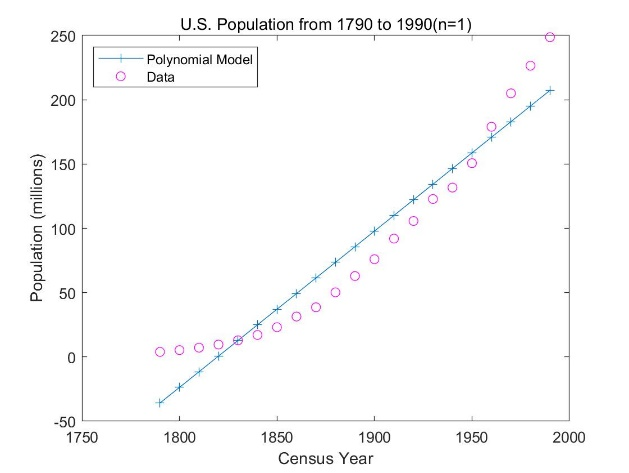 U.S. Population from 1790 to 1990(n=1)
250
200
150
100
50
0
-50
Population (millions)
Polynomial Model
Data
1750
1800
1850
1900
1950
2000
Census Year